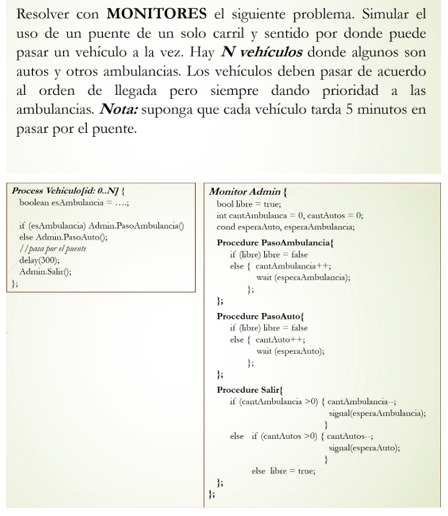 Resolver con MONITORES el siguiente problema. Simular el
uso de un puente de un solo carril y sentido por donde puede
pasar un vehículo a la vez. Hay N vehículos donde algunos son
autos y otros ambulancias. Los vehículos deben pasar de acuerdo
al orden de llegada pero siempre dando prioridad a las
ambulancias. Nota: suponga que cada vehículo tarda 5 minutos en
pasar por el puente.
Process Vehiculo[id: 0..N] {
boolean esAmbulancia = ….;
if (esAmbulancia) Admin.PasoAmbulancia()
else Admin.PasoAuto();
//pasa por el puente
delay(300);
Admin.Salir();
};
Monitor Admin {
bool libre = true;
int cantAmbulanca = 0, cantAutos = 0;
cond esperaAuto, esperaAmbulancia;
Procedure PasoAmbulancia{
if (libre) libre = false
else { cantAmbulancia++;
wait (esperaAmbulancia);
};
};
Procedure PasoAuto{
if (libre) libre = false
else { cantAuto++;
wait (esperaAuto);
};
};
Procedure Salir{
if (cantAmbulancia >0) { cantAmbulancia--;
signal(esperaAmbulancia);
}
else if (cantAutos >0) { cantAutos--;
signal(esperaAuto);
}
else libre = true;
};
};